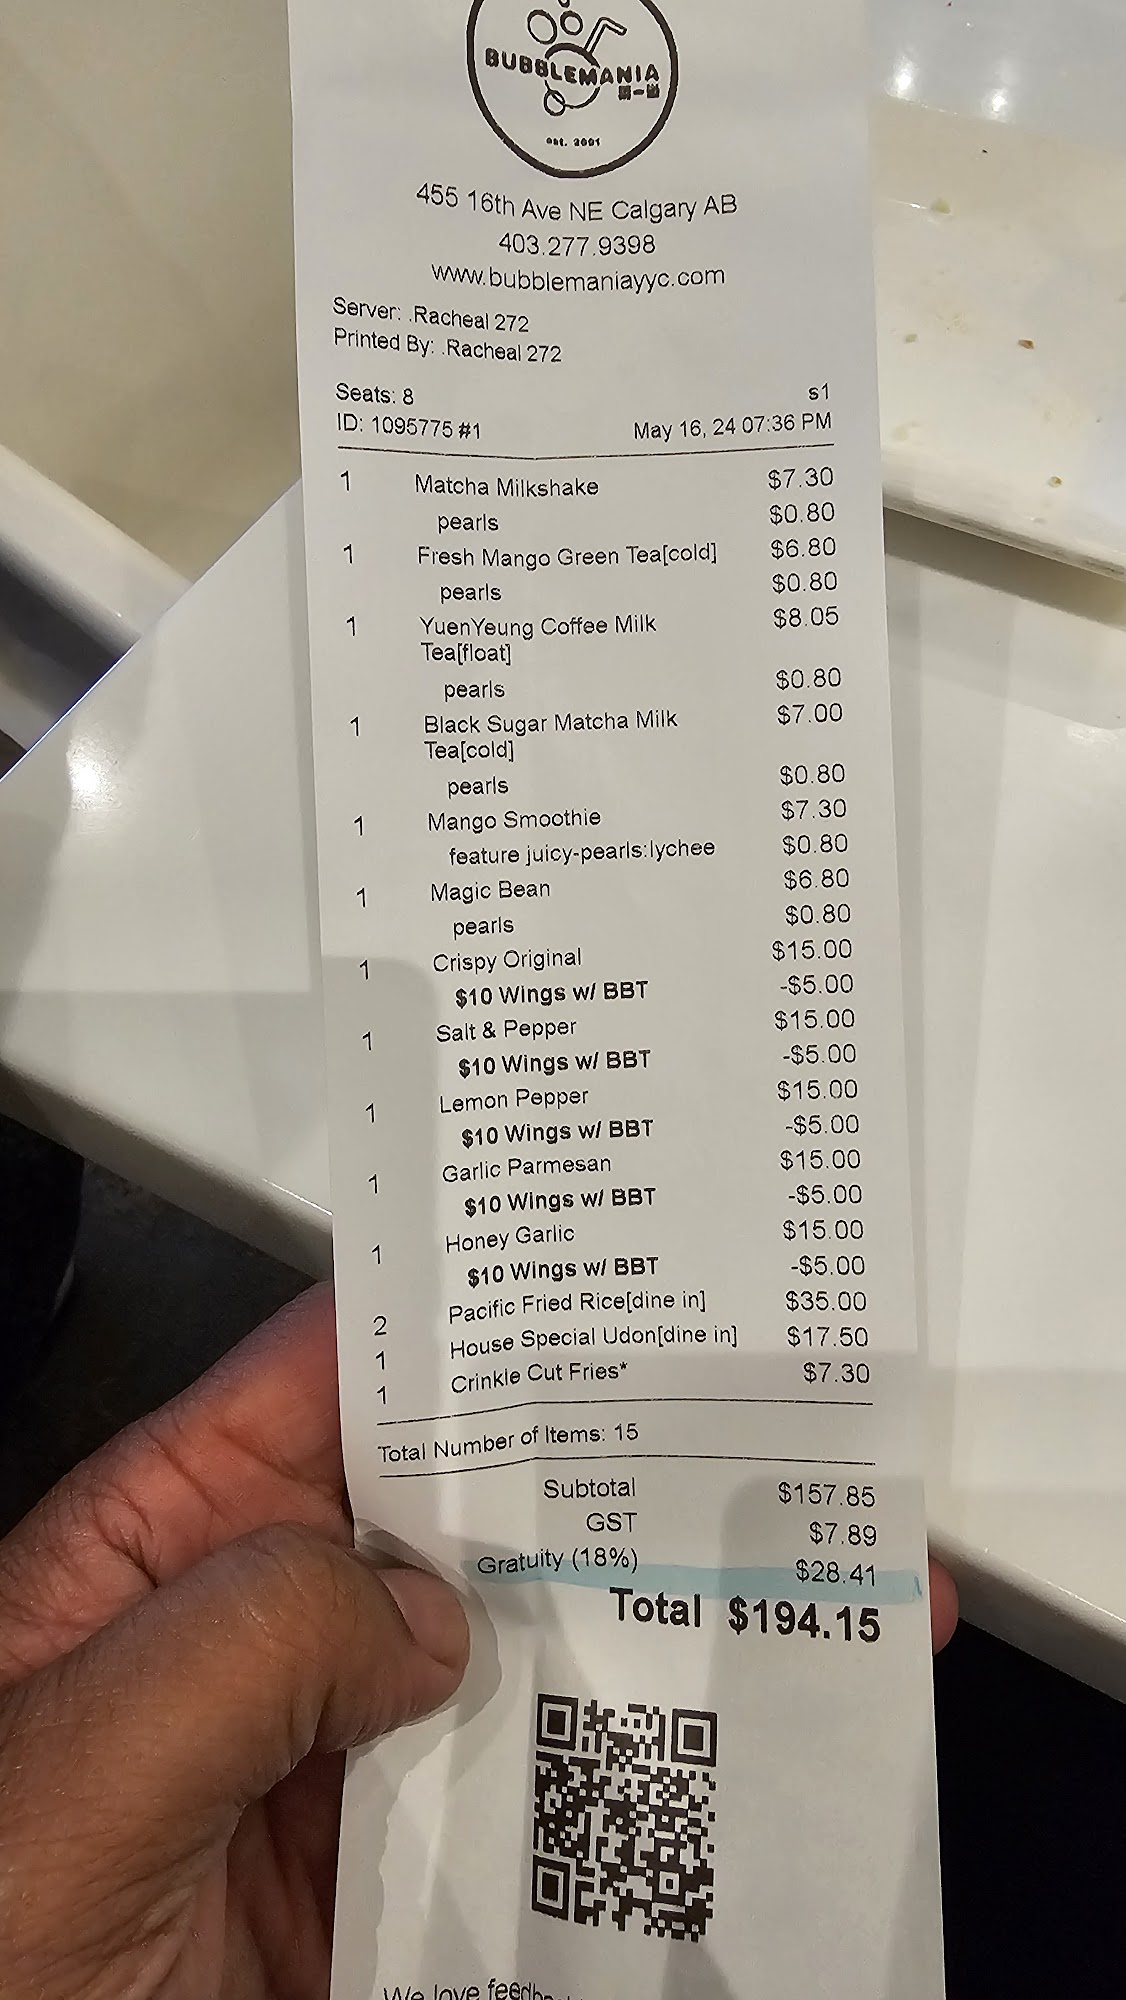 BUBBLEMANIA
est. 2001
455 16th Ave NE Calgary AB
403.277.9398
www.bubblemaniayyc.com
Server: .Racheal 272
Printed By: .Racheal 272
Seats: 8 s1
ID: 1095775 #1 May 16, 24 07:36 PM
1 Matcha Milkshake $7.30
pearls $0.80
1 Fresh Mango Green Tea[cold] $6.80
pearls $0.80
1 YuenYeung Coffee Milk $8.05
Tea[float]
pearls $0.80
1 Black Sugar Matcha Milk $7.00
Tea[cold]
pearls $0.80
1 Mango Smoothie $7.30
feature juicy-pearls:lychee $0.80
1 Magic Bean $6.80
pearls $0.80
1 Crispy Original $15.00
$10 Wings w/ BBT -$5.00
1 Salt & Pepper $15.00
$10 Wings w/ BBT -$5.00
1 Lemon Pepper $15.00
$10 Wings w/ BBT -$5.00
1 Garlic Parmesan $15.00
$10 Wings w/ BBT -$5.00
1 Honey Garlic $15.00
$10 Wings w/ BBT -$5.00
2 Pacific Fried Rice[dine in] $35.00
1 House Special Udon[dine in] $17.50
1 Crinkle Cut Fries* $7.30
Total Number of Items: 15
Subtotal $157.85
GST $7.89
Gratuity (18%) $28.41
Total $194.15
We love